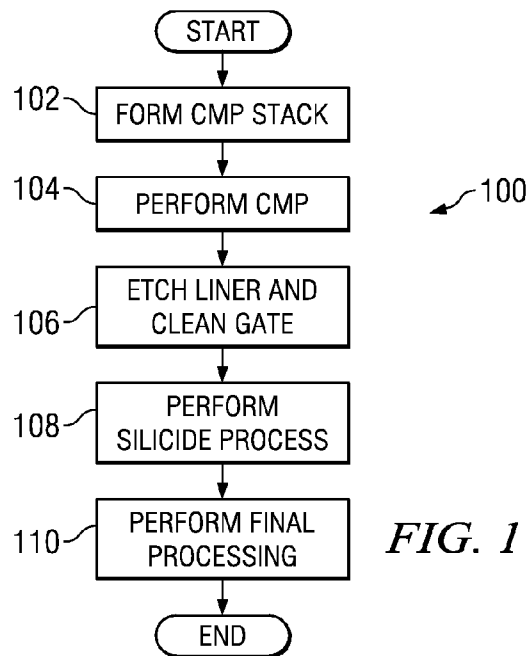 START
102
FORM CMP STACK
104
PERFORM CMP
100
106
ETCH LINER AND
CLEAN GATE
108
PERFORM
SILICIDE PROCESS
110
PERFORM FINAL
PROCESSING
FIG. 1
END